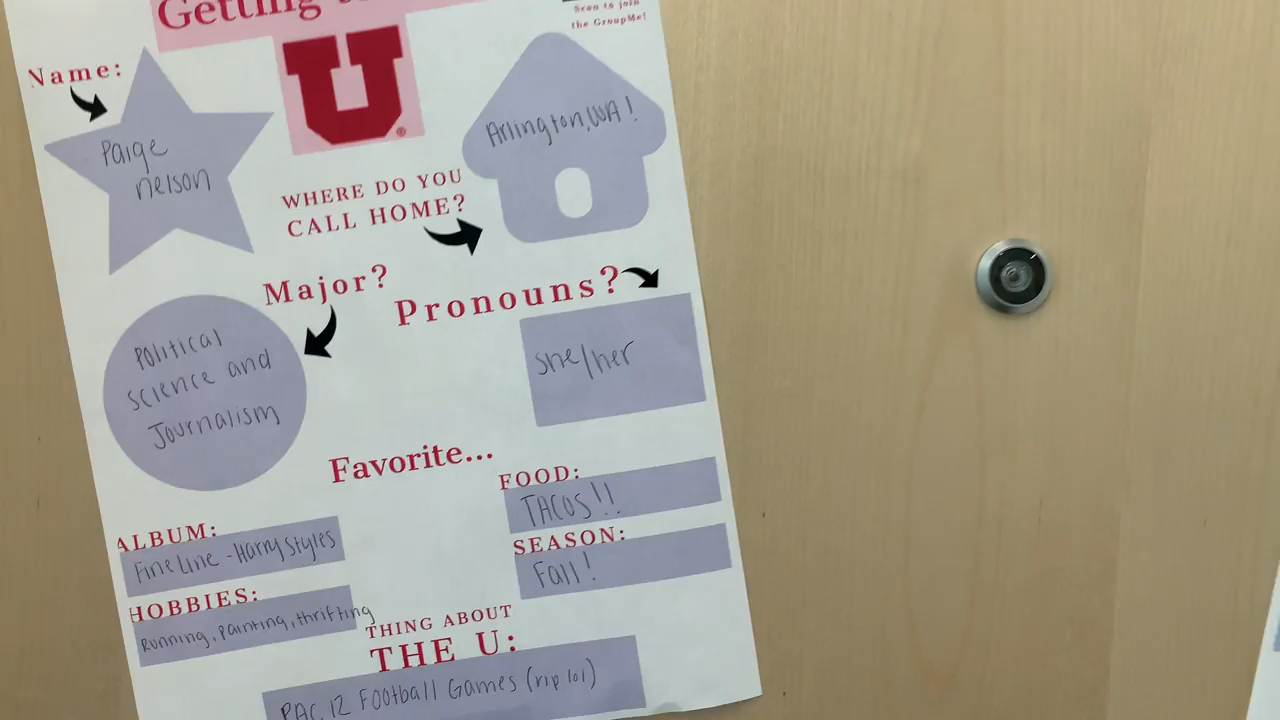 Getting
Scan to join
the GroupMe!
Name:
Paige
nelson
U
®
Arlington, WA!
WHERE DO YOU
CALL HOME?
Major?
Pronouns?
Political
science and
Journalism
she/her
Favorite...
FOOD:
TACOS!!
ALBUM:
Fine Line - Harry Styles
SEASON:
Fall!
HOBBIES:
Running, painting, thrifting
THING ABOUT
THE U:
PAC 12 Football Games (rip lol)